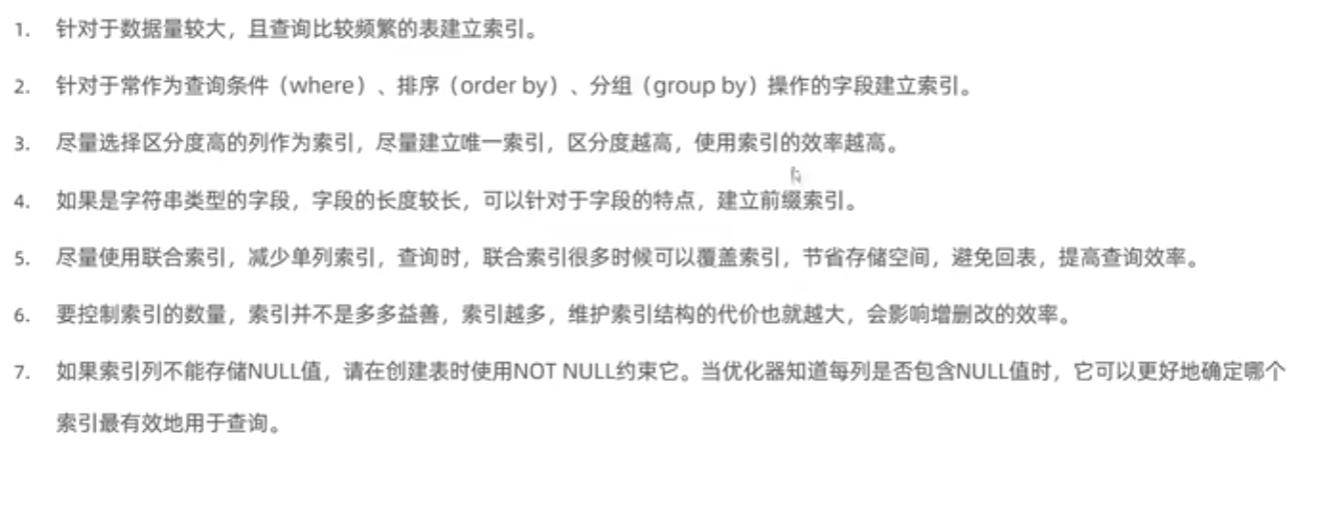 1. 针对于数据量较大，且查询比较频繁的表建立索引。
2. 针对于常作为查询条件（where）、排序（order by）、分组（group by）操作的字段建立索引。
3. 尽量选择区分度高的列作为索引，尽量建立唯一索引，区分度越高，使用索引的效率越高。
4. 如果是字符串类型的字段，字段的长度较长，可以针对于字段的特点，建立前缀索引。
5. 尽量使用联合索引，减少单列索引，查询时，联合索引很多时候可以覆盖索引，节省存储空间，避免回表，提高查询效率。
6. 要控制索引的数量，索引并不是多多益善，索引越多，维护索引结构的代价也就越大，会影响增删改的效率。
7. 如果索引列不能存储NULL值，请在创建表时使用NOT NULL约束它。当优化器知道每列是否包含NULL值时，它可以更好地确定哪个
索引最有效地用于查询。